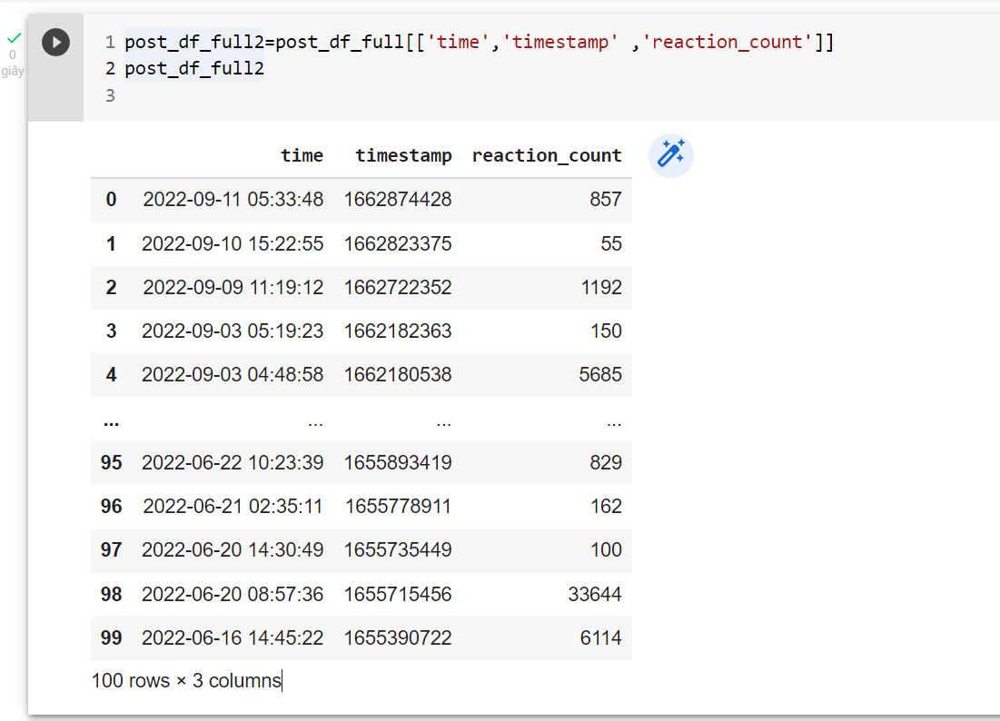 0
giây
1 post_df_full2=post_df_full[['time','timestamp' ,'reaction_count']]
2 post_df_full2
3
time timestamp reaction_count
0 2022-09-11 05:33:48 1662874428 857
1 2022-09-10 15:22:55 1662823375 55
2 2022-09-09 11:19:12 1662722352 1192
3 2022-09-03 05:19:23 1662182363 150
4 2022-09-03 04:48:58 1662180538 5685
... ... ... ...
95 2022-06-22 10:23:39 1655893419 829
96 2022-06-21 02:35:11 1655778911 162
97 2022-06-20 14:30:49 1655735449 100
98 2022-06-20 08:57:36 1655715456 33644
99 2022-06-16 14:45:22 1655390722 6114
100 rows × 3 columns